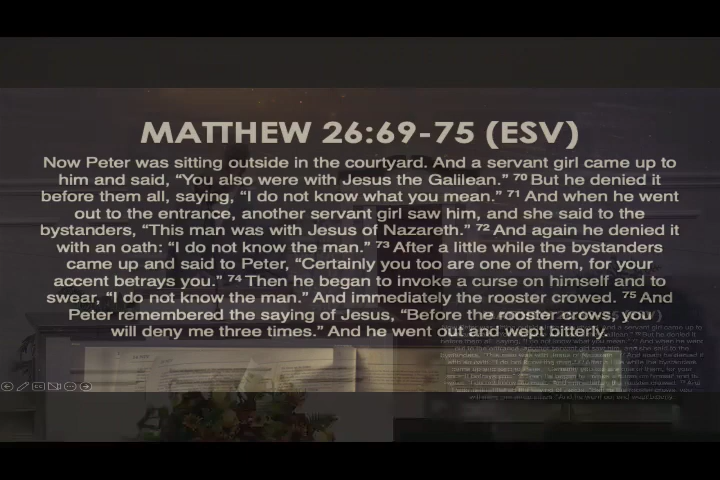 MATTHEW 26:69-75 (ESV)
Now Peter was sitting outside in the courtyard. And a servant girl came up to
him and said, “You also were with Jesus the Galilean.” 70 But he denied it
before them all, saying, “I do not know what you mean.” 71 And when he went
out to the entrance, another servant girl saw him, and she said to the
bystanders, “This man was with Jesus of Nazareth.” 72 And again he denied it
with an oath: “I do not know the man.” 73 After a little while the bystanders
came up and said to Peter, “Certainly you too are one of them, for your
accent betrays you.” 74 Then he began to invoke a curse on himself and to
swear, “I do not know the man.” And immediately the rooster crowed. 75 And
Peter remembered the saying of Jesus, “Before the rooster crows, you
will deny me three times.” And he went out and wept bitterly.